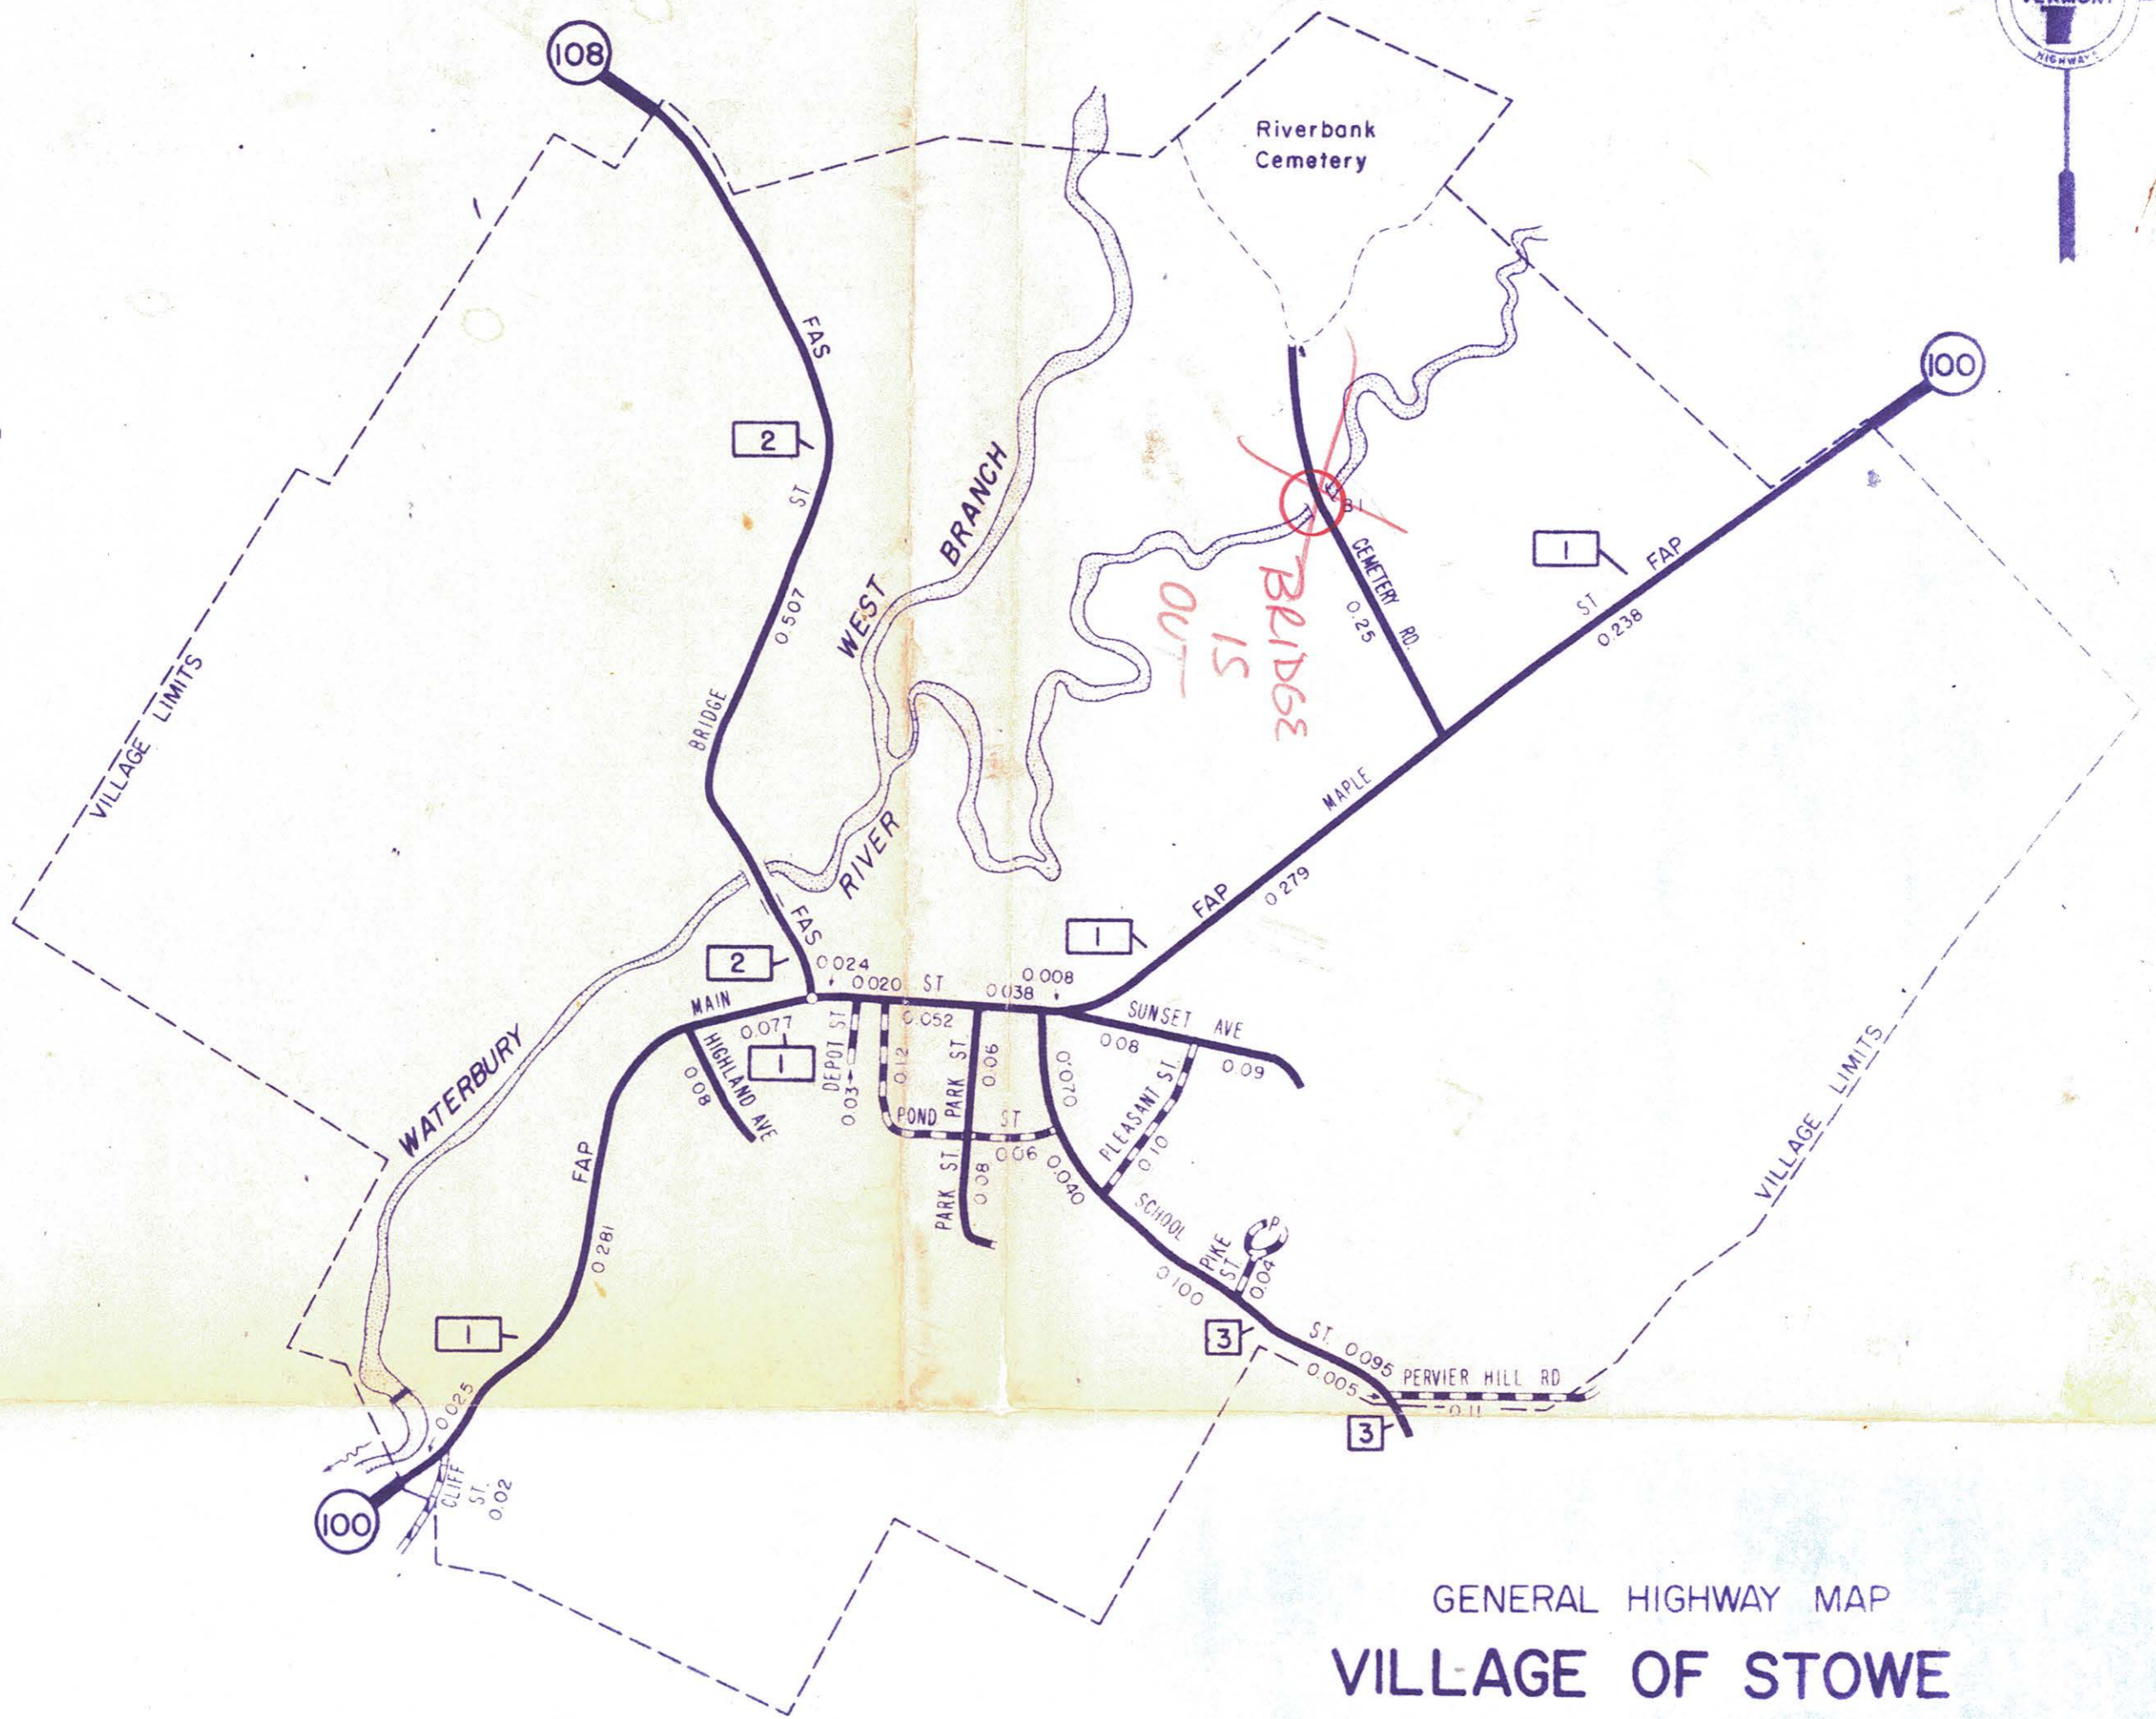 108
VERMONT
HIGHWAYS
Riverbank
Cemetery
100
FAS
2
ST
0.507
BRIDGE
WEST BRANCH
B1
BRIDGE
IS
OUT
CEMETERY RD.
0.25
1
FAP
ST
0.238
MAPLE
0.279
FAP
1
VILLAGE LIMITS
RIVER
FAS
2
0.024
0.020
ST
0.038
0.008
MAIN
0.077
1
0.052
SUNSET AVE
0.08
0.09
HIGHLAND AVE
0.08
DEPOT ST
0.03
0.12
PARK ST
0.06
0.070
PLEASANT ST.
0.10
POND ST
0.06
PARK ST.
0.08
0.040
WATERBURY
FAP
0.281
1
SCHOOL
0.100
PIKE
ST.
0.04
P
3
ST.
0.095
0.005
PERVIER HILL RD
0.11
3
VILLAGE LIMITS
0.025
CLIFF
ST.
0.02
100
GENERAL HIGHWAY MAP
VILLAGE OF STOWE